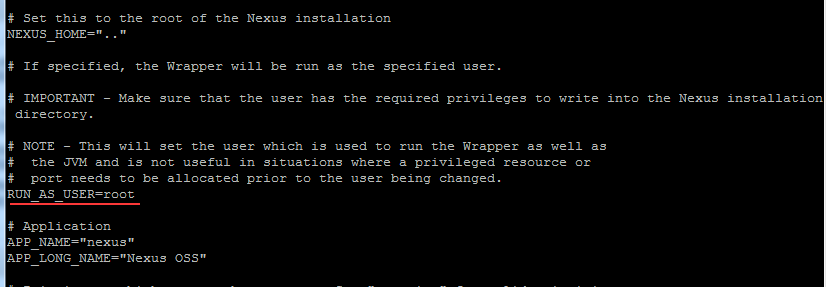 # Set this to the root of the Nexus installation
NEXUS_HOME=".."
# If specified, the Wrapper will be run as the specified user.
# IMPORTANT - Make sure that the user has the required privileges to write into the Nexus installation
directory.
# NOTE - This will set the user which is used to run the Wrapper as well as
#  the JVM and is not useful in situations where a privileged resource or
#  port needs to be allocated prior to the user being changed.
RUN_AS_USER=root
# Application
APP_NAME="nexus"
APP_LONG_NAME="Nexus OSS"